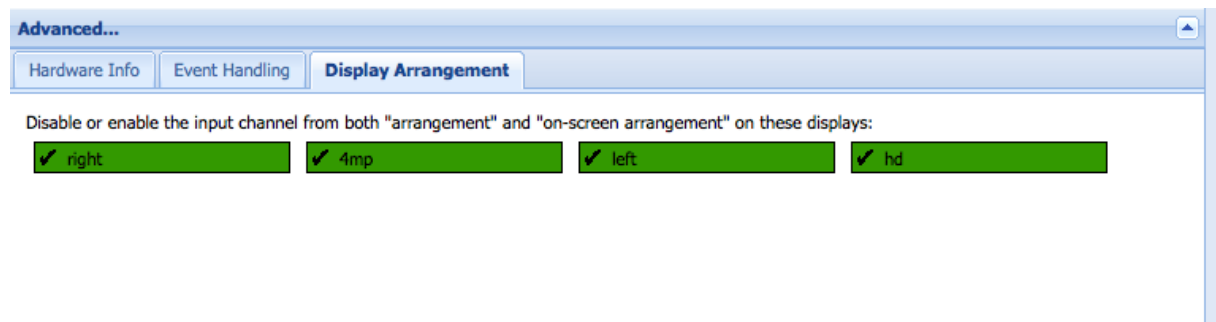 Advanced...
Hardware Info Event Handling Display Arrangement
Disable or enable the input channel from both "arrangement" and "on-screen arrangement" on these displays:
✔ right ✔ 4mp ✔ left ✔ hd